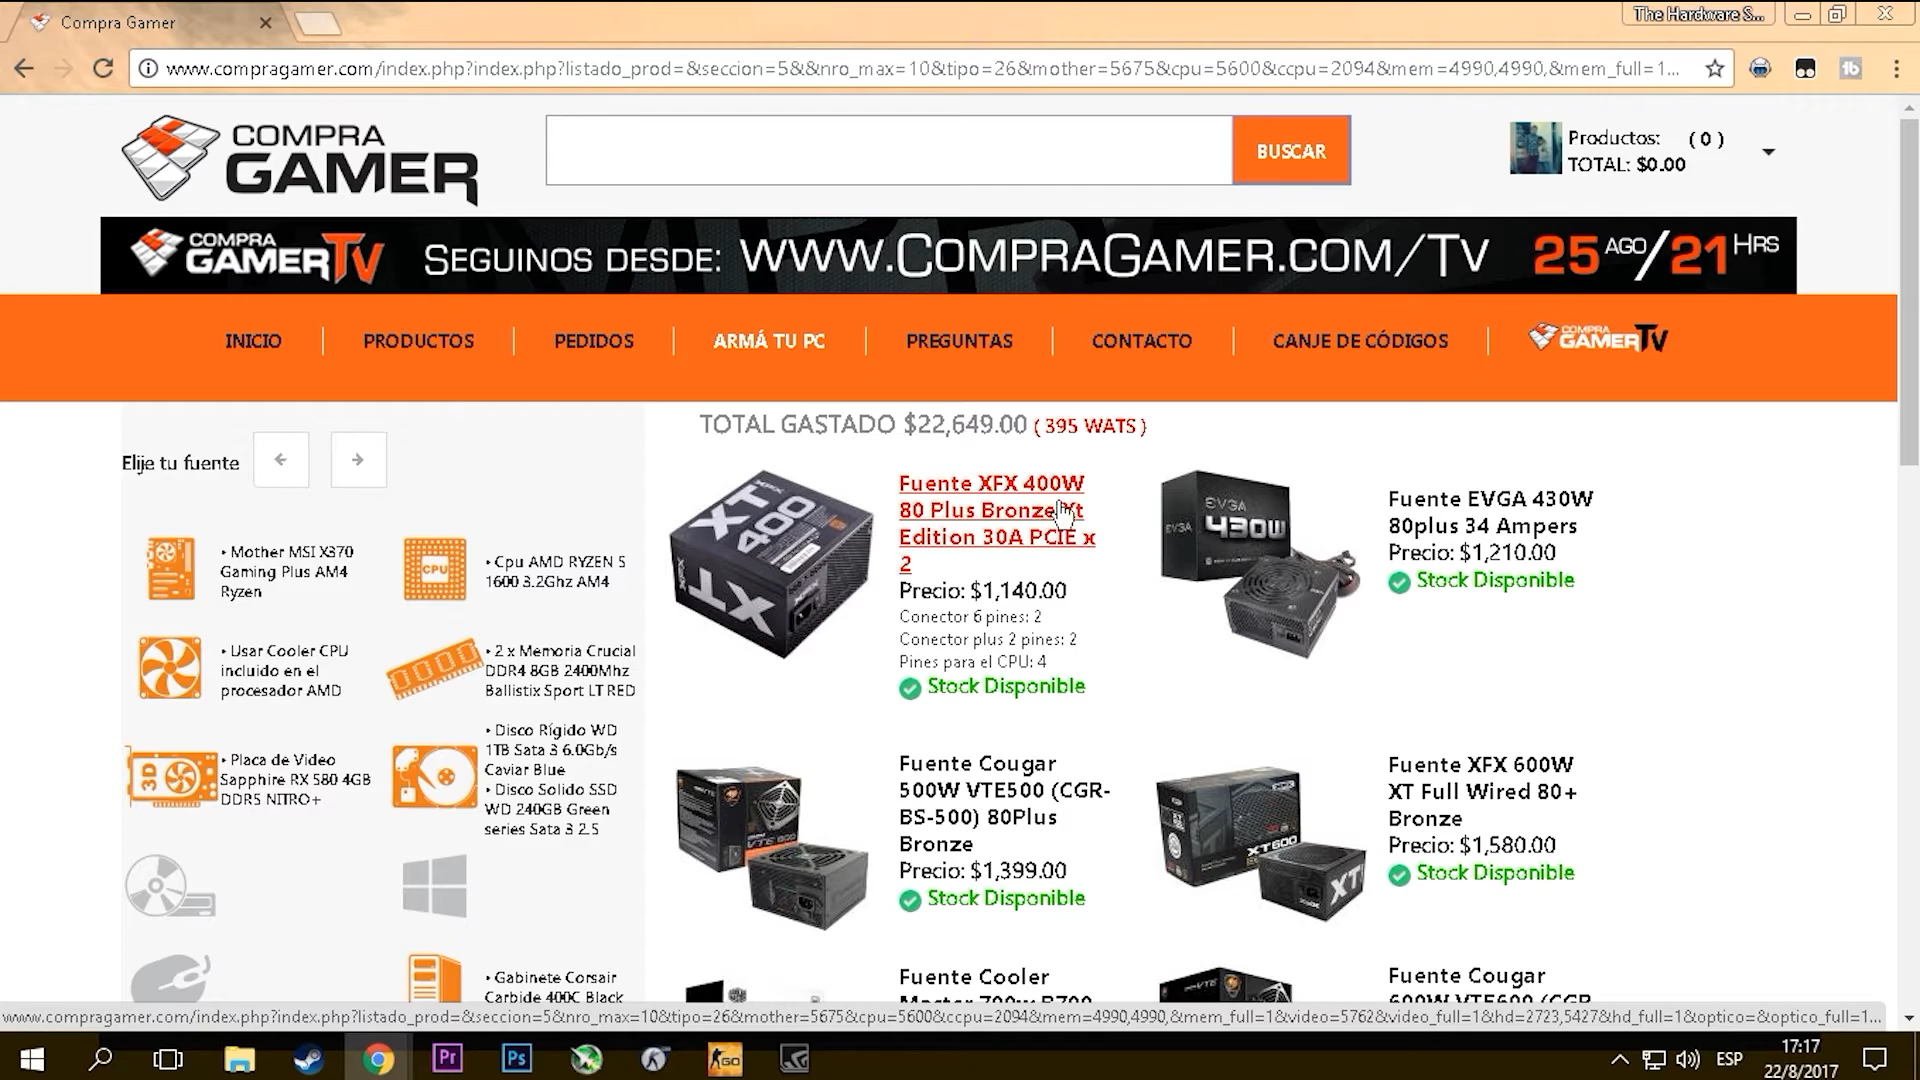 Compra Gamer
The Hardware S...
www.compragamer.com/index.php?index.php?listado_prod=&seccion=5&&nro_max=10&tipo=26&mother=5675&cpu=5600&ccpu=2094&mem=4990,4990,&mem_full=1...
COMPRA
GAMER
BUSCAR
Productos: ( 0 )
TOTAL: $0.00
COMPRA
GAMER TV
SEGUINOS DESDE: WWW.COMPRAGAMER.COM/TV
25 AGO/21 HRS
INICIO
PRODUCTOS
PEDIDOS
ARMÁ TU PC
PREGUNTAS
CONTACTO
CANJE DE CÓDIGOS
COMPRA
GAMER TV
TOTAL GASTADO $22,649.00 ( 395 WATS )
Elije tu fuente
• Mother MSI X370
Gaming Plus AM4
Ryzen
CPU
• Cpu AMD RYZEN 5
1600 3.2Ghz AM4
• Usar Cooler CPU
incluido en el
procesador AMD
• 2 x Memoria Crucial
DDR4 8GB 2400Mhz
Ballistix Sport LT RED
3D
• Placa de Video
Sapphire RX 580 4GB
DDR5 NITRO+
• Disco Rígido WD
1TB Sata 3 6.0Gb/s
Caviar Blue
• Disco Solido SSD
WD 240GB Green
series Sata 3 2.5
• Gabinete Corsair
Carbide 400C Black
XFX
XT
400
XT
Fuente XFX 400W
80 Plus Bronze Xt
Edition 30A PCIE x
2
Precio: $1,140.00
Conector 6 pines: 2
Conector plus 2 pines: 2
Pines para el CPU: 4
Stock Disponible
EVGA
430W
EVGA
Fuente EVGA 430W
80plus 34 Ampers
Precio: $1,210.00
Stock Disponible
Fuente Cougar
500W VTE500 (CGR-
BS-500) 80Plus
Bronze
Precio: $1,399.00
Stock Disponible
XT600
XT
Fuente XFX 600W
XT Full Wired 80+
Bronze
Precio: $1,580.00
Stock Disponible
Fuente Cooler
Master 700w B700
Fuente Cougar
600W VTE600 (CGR
www.compragamer.com/index.php?index.php?listado_prod=&seccion=5&nro_max=10&tipo=26&mother=5675&cpu=5600&ccpu=2094&mem=4990,4990,&mem_full=1&video=5762&video_full=1&hd=2723,5427&hd_full=1&optico=&optico_full=1...
Pr
Ps
GO
ESP
17:17
22/8/2017